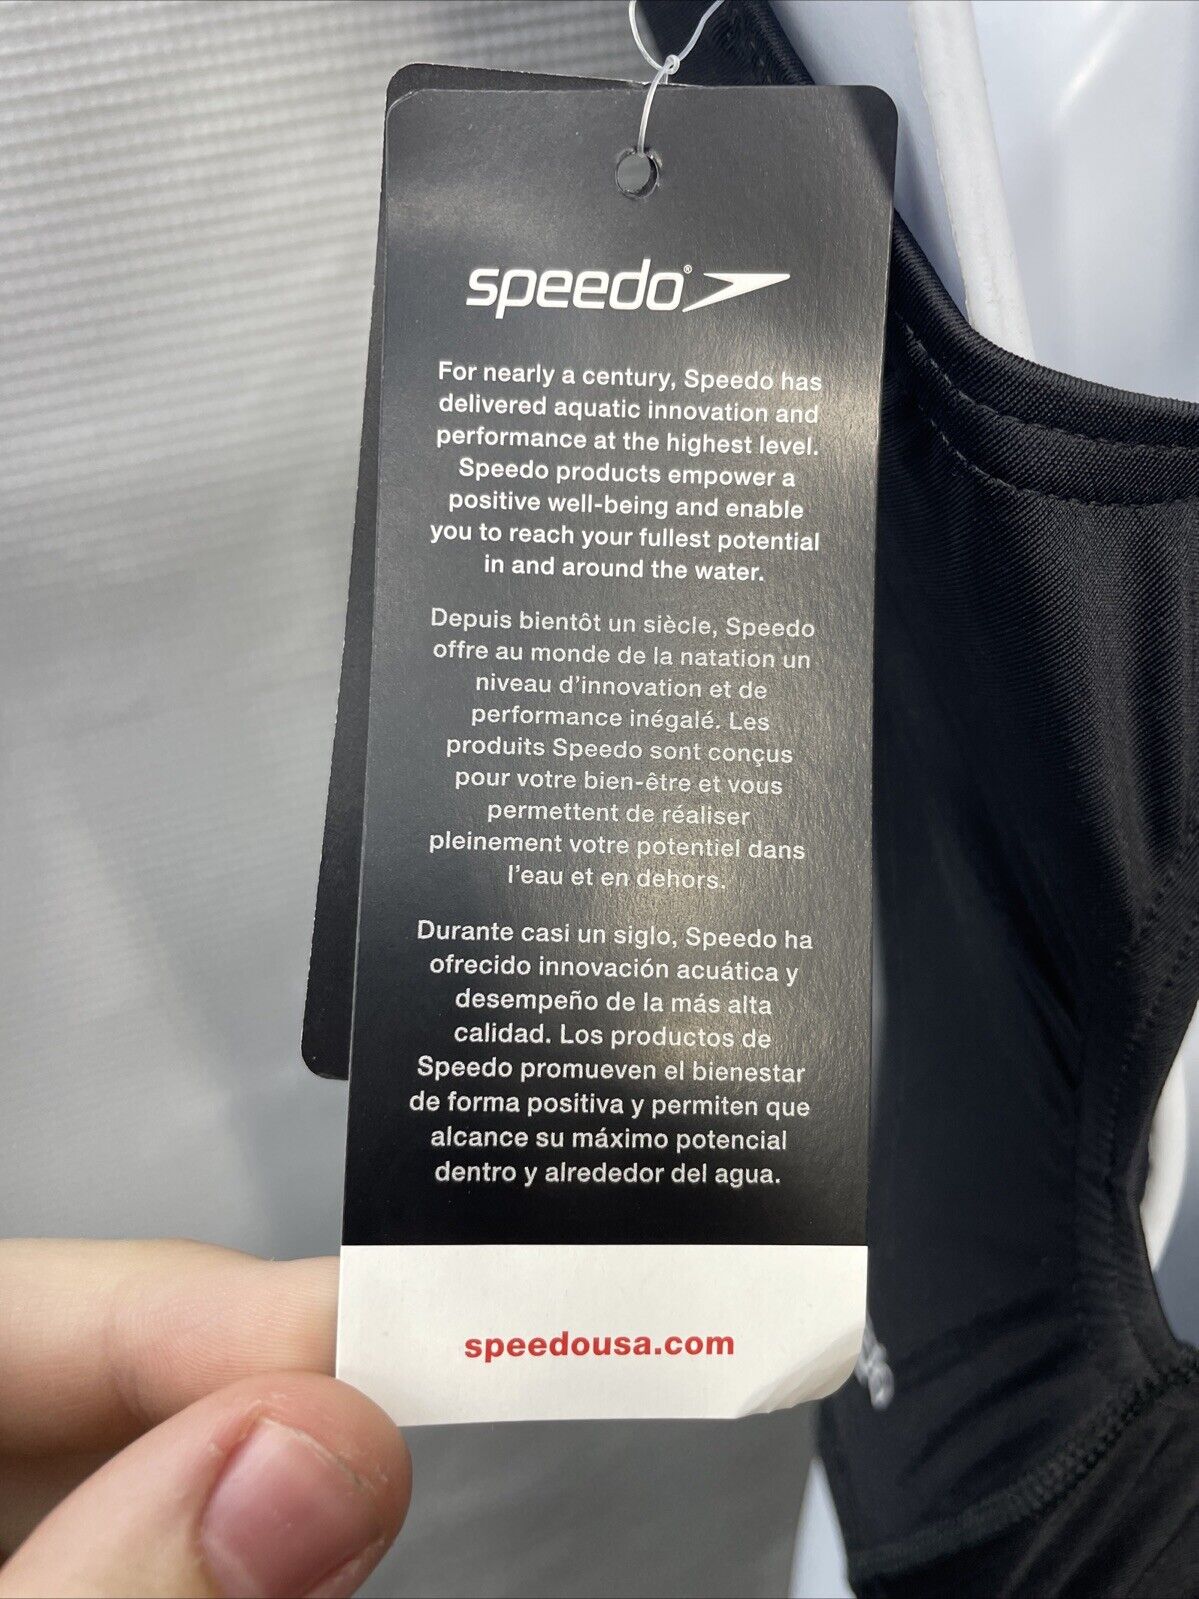 speedo®
For nearly a century, Speedo has
delivered aquatic innovation and
performance at the highest level.
Speedo products empower a
positive well-being and enable
you to reach your fullest potential
in and around the water.
Depuis bientôt un siècle, Speedo
offre au monde de la natation un
niveau d'innovation et de
performance inégalé. Les
produits Speedo sont conçus
pour votre bien-être et vous
permettent de réaliser
pleinement votre potentiel dans
l'eau et en dehors.
Durante casi un siglo, Speedo ha
ofrecido innovación acuática y
desempeño de la más alta
calidad. Los productos de
Speedo promueven el bienestar
de forma positiva y permiten que
alcance su máximo potencial
dentro y alrededor del agua.
speedousa.com